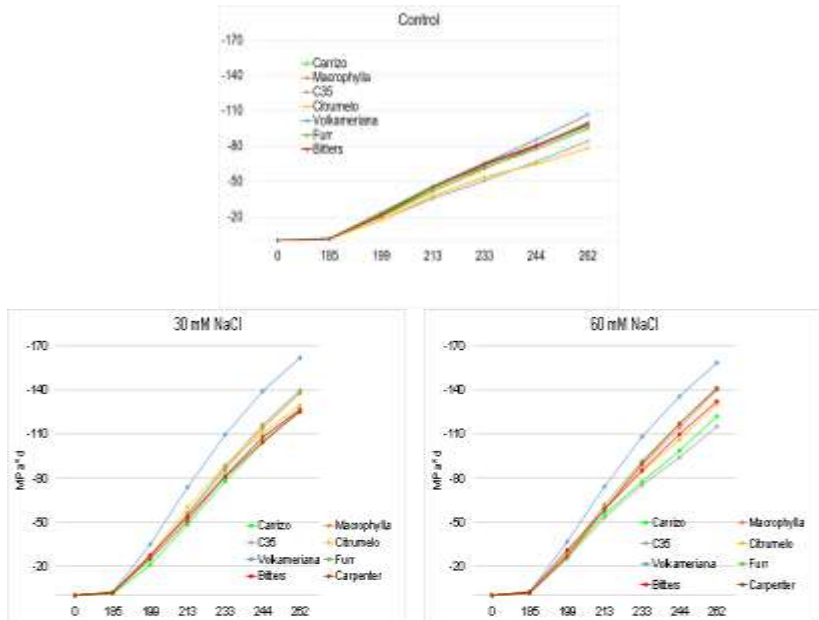 Control
-170
-140
-110
-80
-50
-20
Carrizo
Macrophylla
C35
Citrumelo
Volkameriana
Furr
Bitters
0 185 199 213 233 244 262
30 mM NaCl
-170
-140
-110
-80
-50
-20
MPa*d
Carrizo Macrophylla
C35 Citrumelo
Volkameriana Furr
Bitters Carpenter
0 185 199 213 233 244 262
60 mM NaCl
-170
-140
-110
-80
-50
-20
MPa*d
Carrizo Macrophylla
C35 Citrumelo
Volkameriana Furr
Bitters Carpenter
0 185 199 213 233 244 262